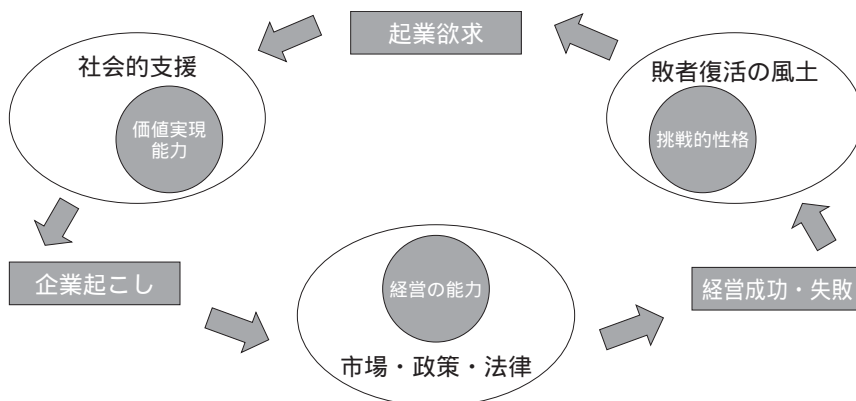 起業欲求
社会的支援
敗者復活の風土
価値実現
能力
挑戦的性格
企業起こし
経営の能力
経営成功・失敗
市場・政策・法律